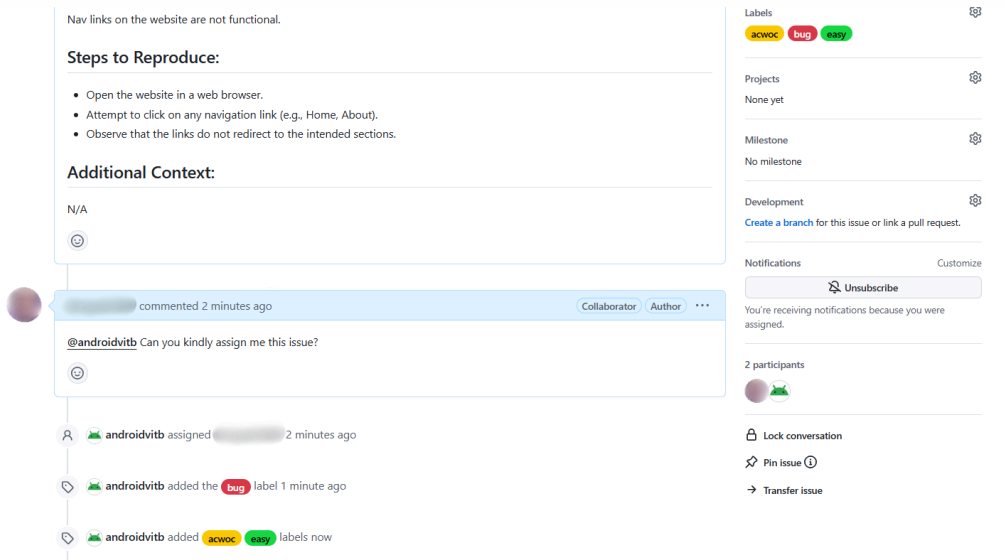 Nav links on the website are not functional.
Steps to Reproduce:
Open the website in a web browser.
Attempt to click on any navigation link (e.g., Home, About).
Observe that the links do not redirect to the intended sections.
Additional Context:
N/A
commented 2 minutes ago
Collaborator
Author
@androidvitb Can you kindly assign me this issue?
androidvitb assigned 2 minutes ago
androidvitb added the bug label 1 minute ago
androidvitb added acwoc easy labels now
Labels
acwoc bug easy
Projects
None yet
Milestone
No milestone
Development
Create a branch for this issue or link a pull request.
Notifications
Customize
Unsubscribe
You're receiving notifications because you were
assigned.
2 participants
Lock conversation
Pin issue
Transfer issue